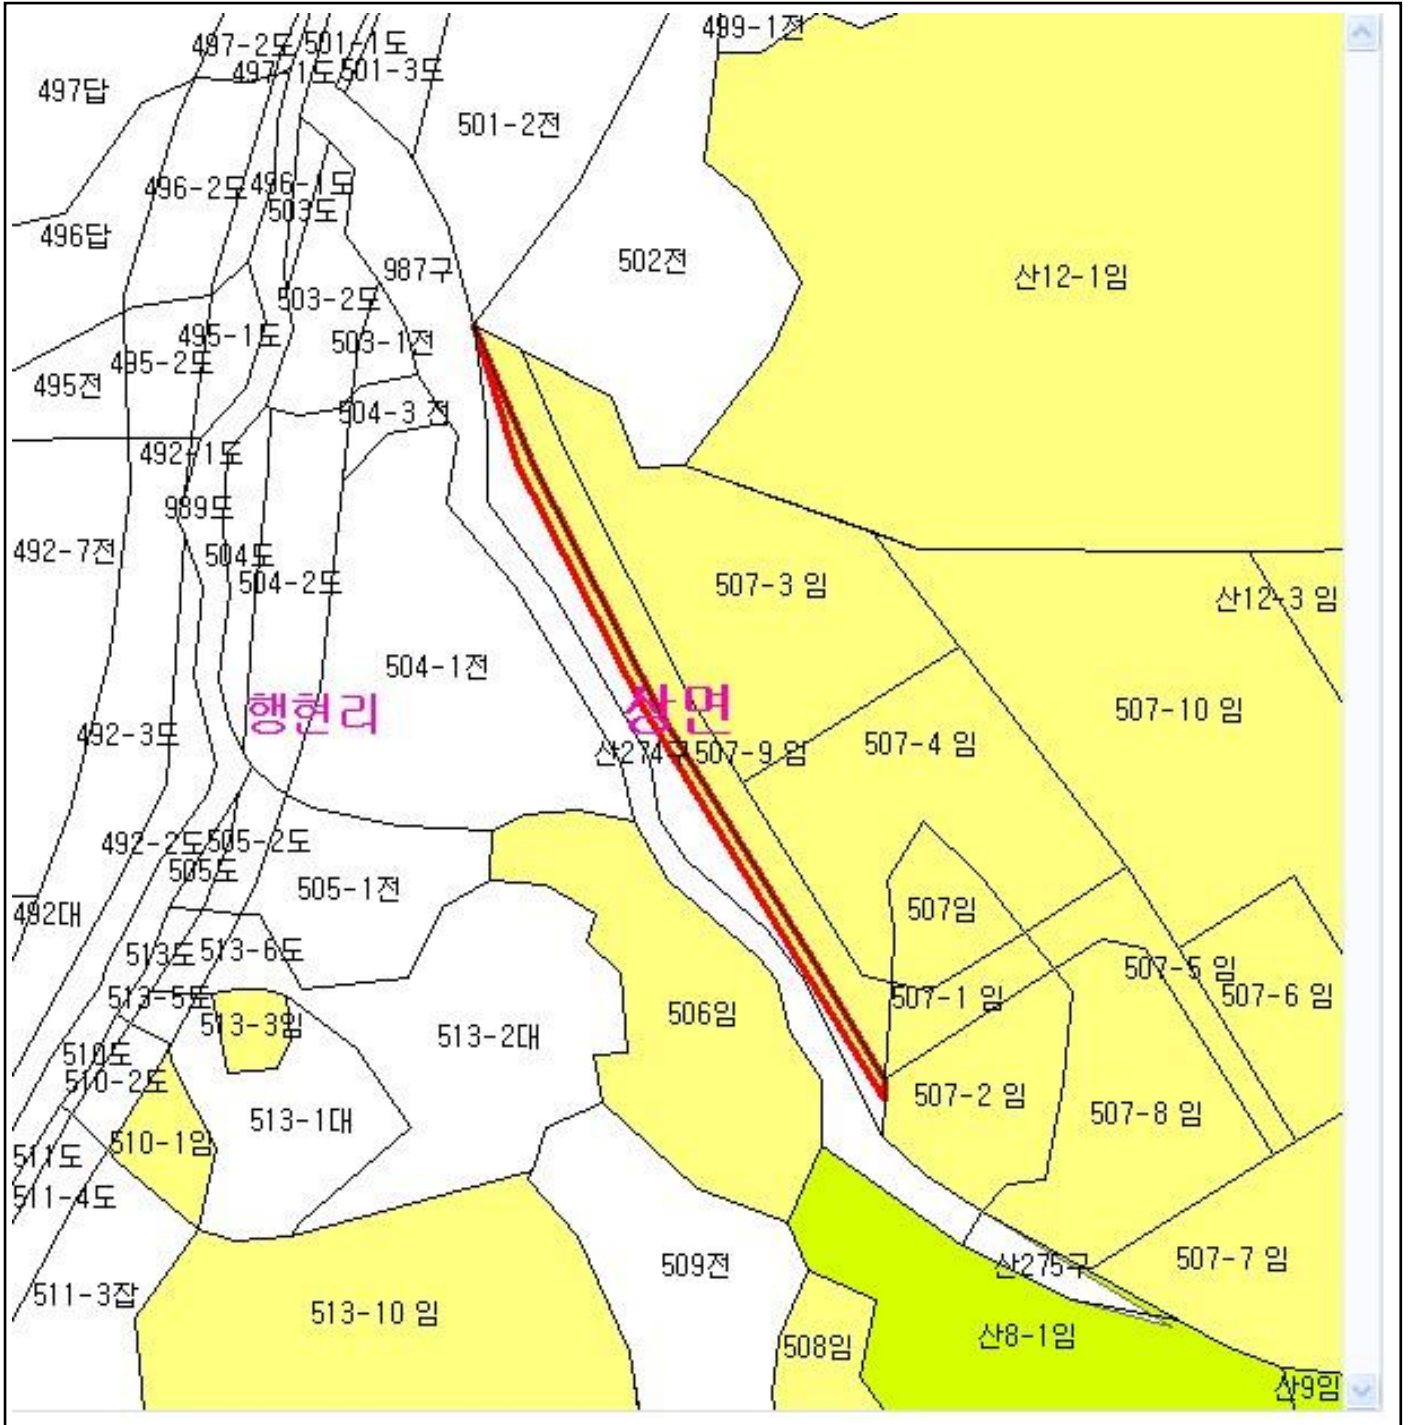 499-1전
497-2도
501-1도
497-1도
501-3도
497답
501-2전
496-2도
496-1도
503도
496답
502전
987구
산12-1임
503-2도
495-1도
503-1전
495-2도
495전
504-3 전
492-1도
989도
492-7전
504도
504-2도
507-3 임
산12-3 임
504-1전
행현리
상면
507-10 임
492-3도
507-4 임
산274구
507-9 임
492-2도
505-2도
505도
505-1전
492대
507임
513도
513-6도
507-5 임
513-5도
507-1 임
507-6 임
513-3임
506임
513-2대
510도
510-2도
507-2 임
507-8 임
513-1대
510-1임
511도
511-4도
509전
산275구
507-7 임
511-3잡
513-10 임
508임
산8-1임
산9임